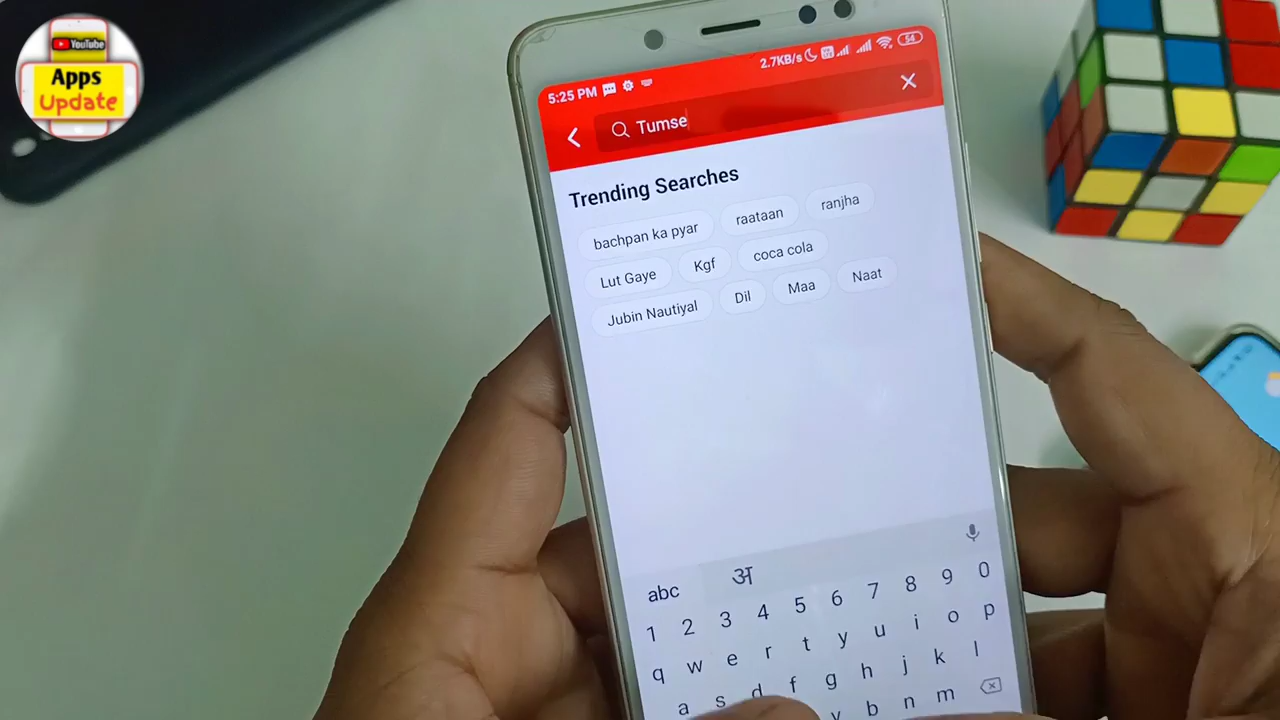 YouTube
Apps
Update
5:25 PM
2.7KB/s
54
Tumse
Trending Searches
bachpan ka pyar
raataan
ranjha
Lut Gaye
Kgf
coca cola
Jubin Nautiyal
Dil
Maa
Naat
abc
अ
1 2 3 4 5 6 7 8 9 0
q w e r t y u i o p
a s d f g h j k l
v b n m